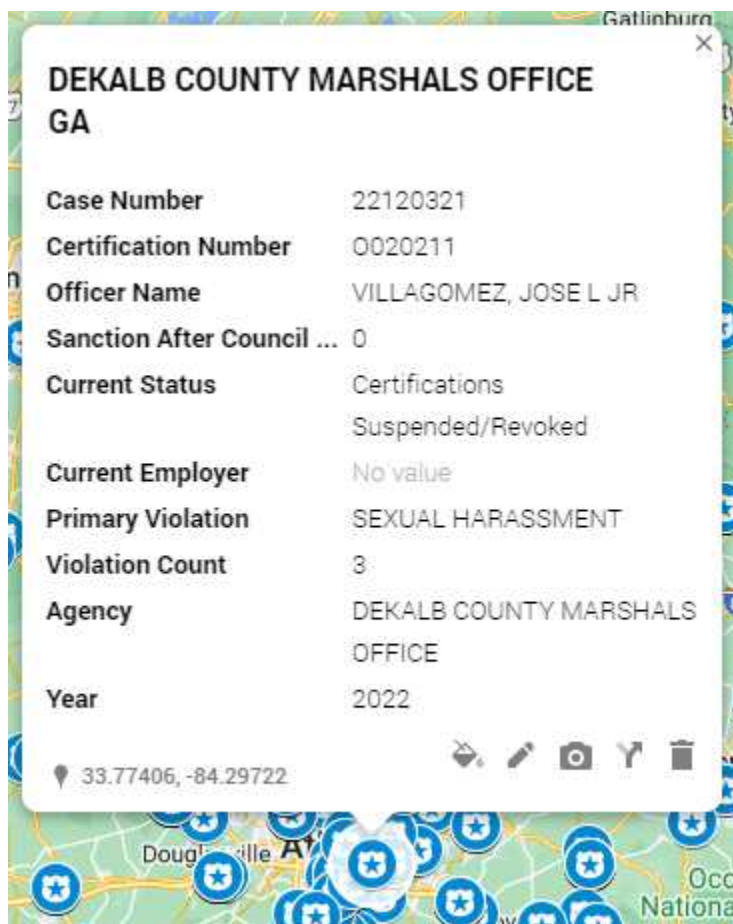 Gatlinburg
DEKALB COUNTY MARSHALS OFFICE
GA
Case Number 22120321
Certification Number O020211
Officer Name VILLAGOMEZ, JOSE L JR
Sanction After Council ... 0
Current Status Certifications
Suspended/Revoked
Current Employer No value
Primary Violation SEXUAL HARASSMENT
Violation Count 3
Agency DEKALB COUNTY MARSHALS
OFFICE
Year 2022
33.77406, -84.29722
Occ
Nationa